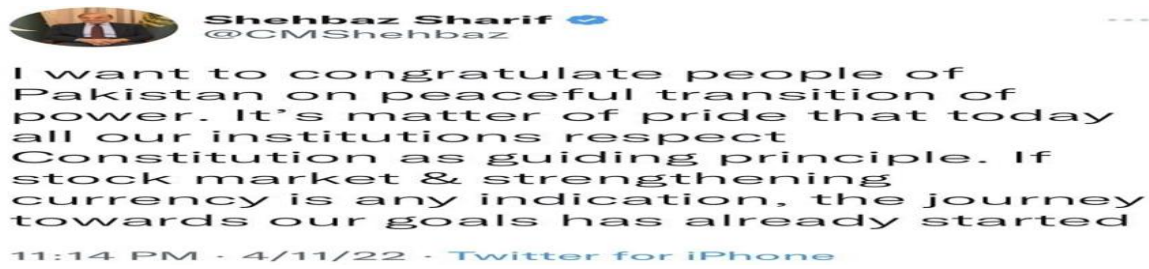 Shehbaz Sharif
@CMShehbaz
I want to congratulate people of
Pakistan on peaceful transition of
power. It's matter of pride that today
all our institutions respect
Constitution as guiding principle. If
stock market & strengthening
currency is any indication, the journey
towards our goals has already started
11:14 PM · 4/11/22 · Twitter for iPhone